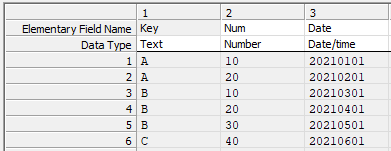 1 2 3
Elementary Field Name Key Num Date
Data Type Text Number Date/time
1 A 10 20210101
2 A 20 20210201
3 B 10 20210301
4 B 20 20210401
5 B 30 20210501
6 C 40 20210601